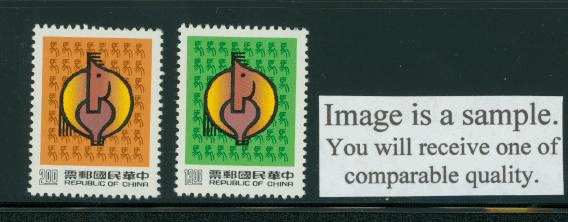 2.00 票郵國民華中
REPUBLIC OF CHINA
13.00 票郵國民華中
REPUBLIC OF CHINA
Image is a sample.
You will receive one of
comparable quality.